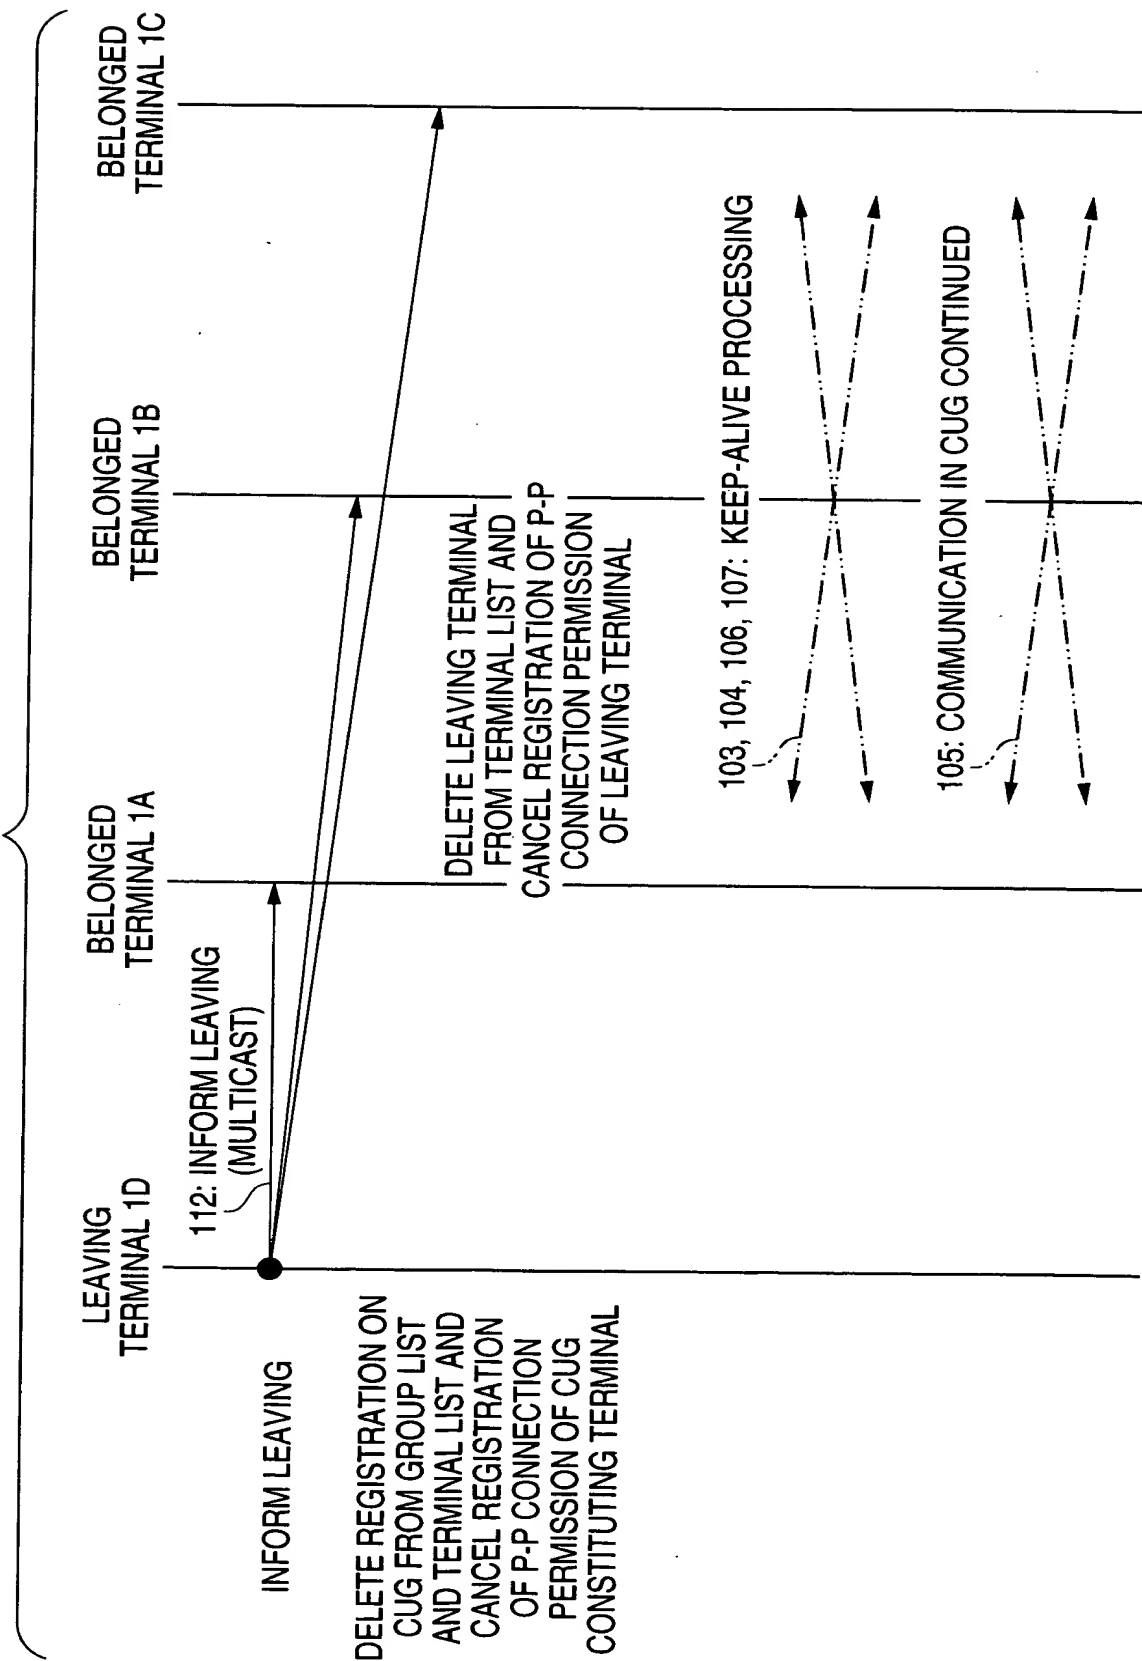 LEAVING
TERMINAL 1D
BELONGED
TERMINAL 1A
BELONGED
TERMINAL 1B
BELONGED
TERMINAL 1C
INFORM LEAVING
112: INFORM LEAVING
(MULTICAST)
DELETE REGISTRATION ON
CUG FROM GROUP LIST
AND TERMINAL LIST AND
CANCEL REGISTRATION
OF P-P CONNECTION
PERMISSION OF CUG
CONSTITUTING TERMINAL
DELETE LEAVING TERMINAL
FROM TERMINAL LIST AND
CANCEL REGISTRATION OF P-P
CONNECTION PERMISSION
OF LEAVING TERMINAL
103, 104, 106, 107: KEEP-ALIVE PROCESSING
105: COMMUNICATION IN CUG CONTINUED